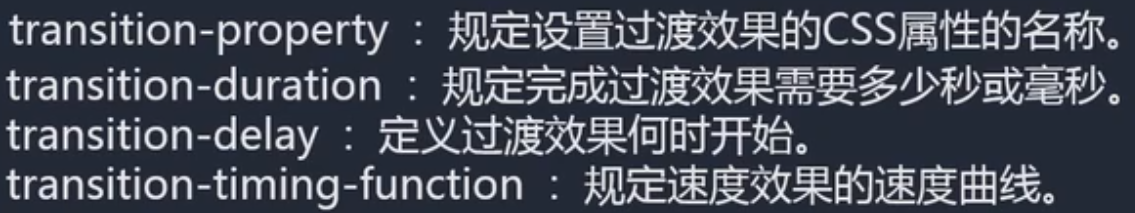 transition-property : 规定设置过渡效果的CSS属性的名称。
transition-duration : 规定完成过渡效果需要多少秒或毫秒。
transition-delay : 定义过渡效果何时开始。
transition-timing-function : 规定速度效果的速度曲线。